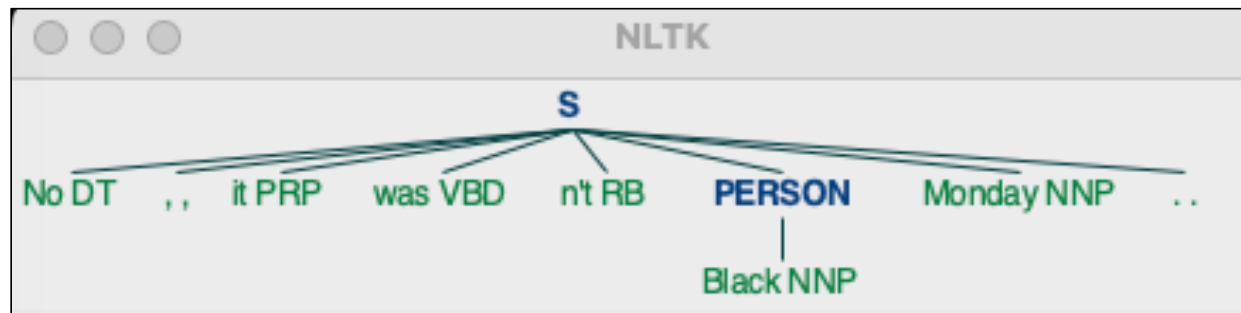 NLTK
S
No DT , , it PRP was VBD n't RB PERSON Monday NNP . .
Black NNP